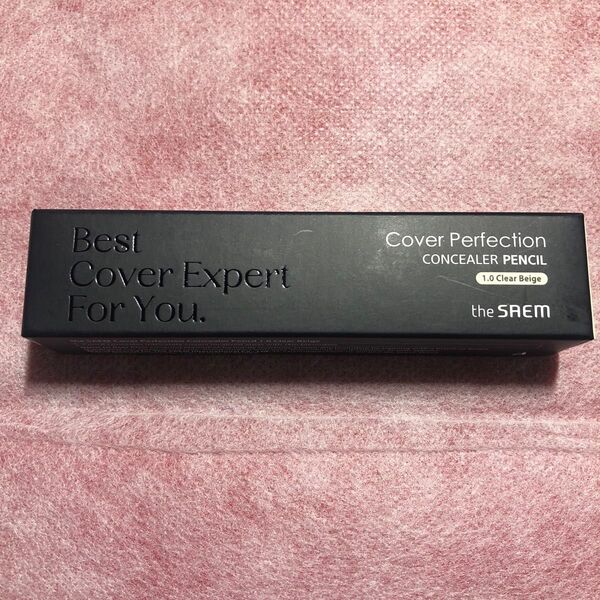 Best
Cover Expert
For You.
Cover Perfection
CONCEALER PENCIL
1.0 Clear Beige
the SAEM